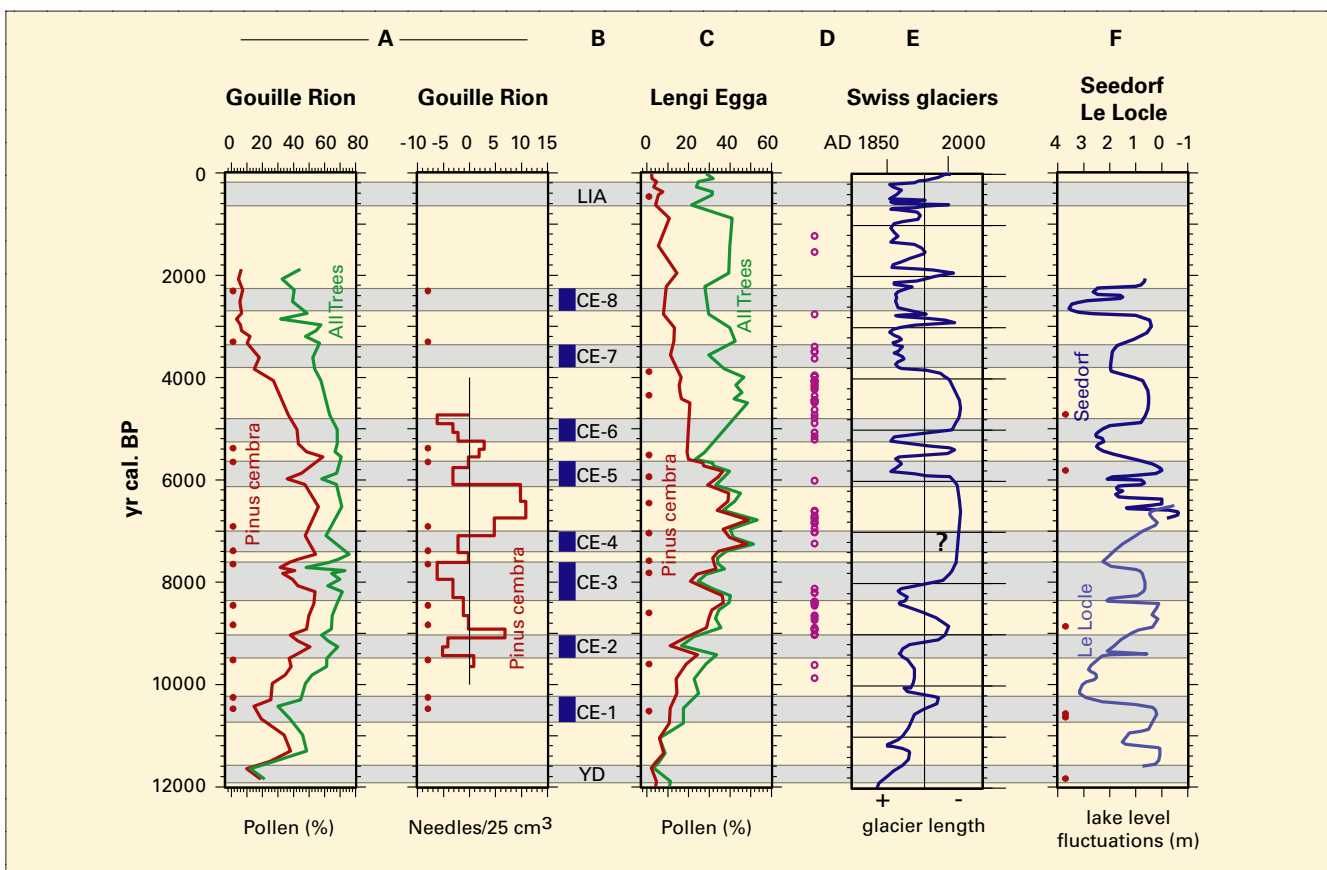 A B C D E F
Gouille Rion Gouille Rion Lengi Egga Swiss glaciers Seedorf
Le Locle
0 20 40 60 80 -10 -5 0 5 10 15 0 20 40 60 AD 1850 2000 4 3 2 1 0 -1
0
2000
4000
6000
8000
10000
12000
yr cal. BP
Pinus cembra
All Trees
Pinus cembra
LIA
CE-8
CE-7
CE-6
CE-5
CE-4
CE-3
CE-2
CE-1
YD
Pinus cembra
All Trees
?
Seedorf
Le Locle
+ -
Pollen (%) Needles/25 cm3 Pollen (%) glacier length lake level
fluctuations (m)